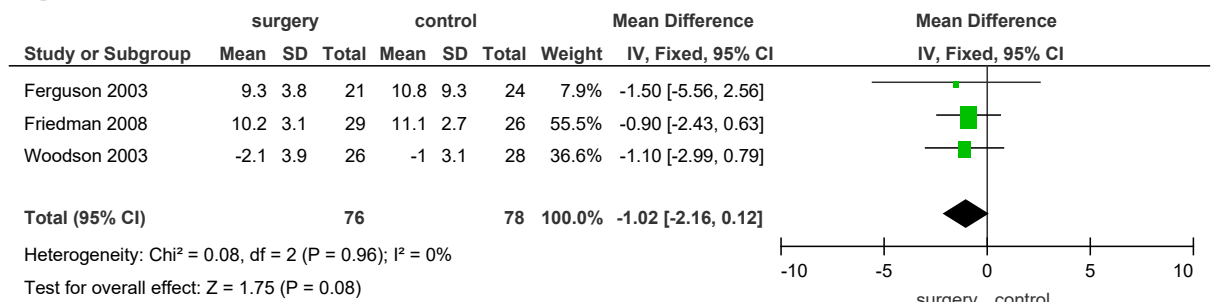 surgery control Mean Difference Mean Difference
Study or Subgroup Mean SD Total Mean SD Total Weight IV, Fixed, 95% CI IV, Fixed, 95% CI
Ferguson 2003 9.3 3.8 21 10.8 9.3 24 7.9% -1.50 [-5.56, 2.56]
Friedman 2008 10.2 3.1 29 11.1 2.7 26 55.5% -0.90 [-2.43, 0.63]
Woodson 2003 -2.1 3.9 26 -1 3.1 28 36.6% -1.10 [-2.99, 0.79]
Total (95% CI) 76 78 100.0% -1.02 [-2.16, 0.12]
Heterogeneity: Chi² = 0.08, df = 2 (P = 0.96); I² = 0%
Test for overall effect: Z = 1.75 (P = 0.08)
-10 -5 0 5 10
surgery control